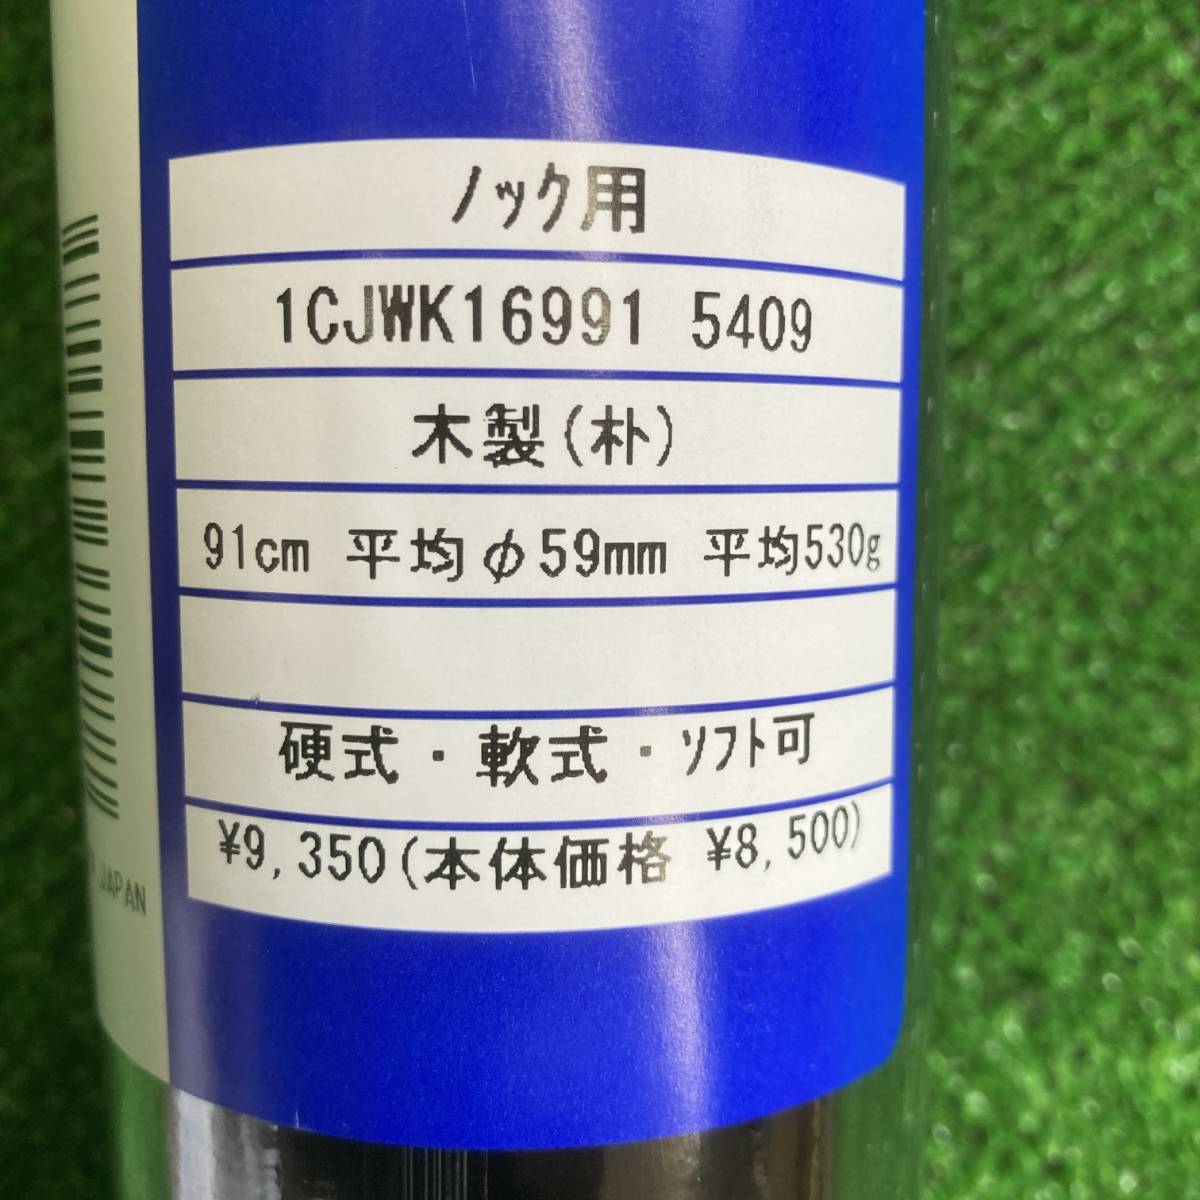 ノック用
1CJWK16991 5409
木製(朴)
91cm 平均φ59mm 平均530g
硬式・軟式・ソフト可
¥9,350(本体価格 ¥8,500)
JAPAN